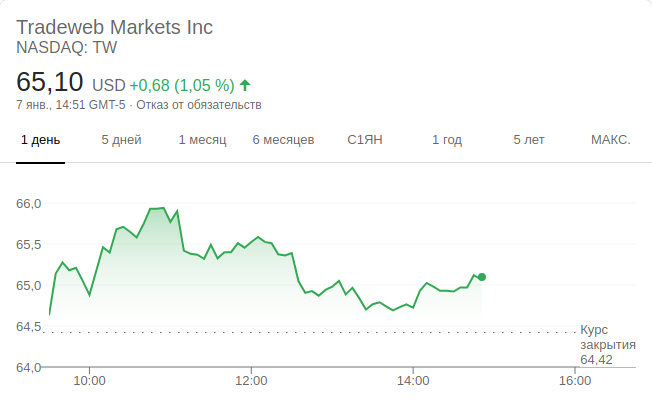 Tradeweb Markets Inc
NASDAQ: TW
65,10 USD +0,68 (1,05 %)
7 янв., 14:51 GMT-5 · Отказ от обязательств
1 день 5 дней 1 месяц 6 месяцев С1ЯН 1 год 5 лет МАКС.
66,0
65,5
65,0
64,5
64,0
Курс
закрытия
64,42
10:00 12:00 14:00 16:00